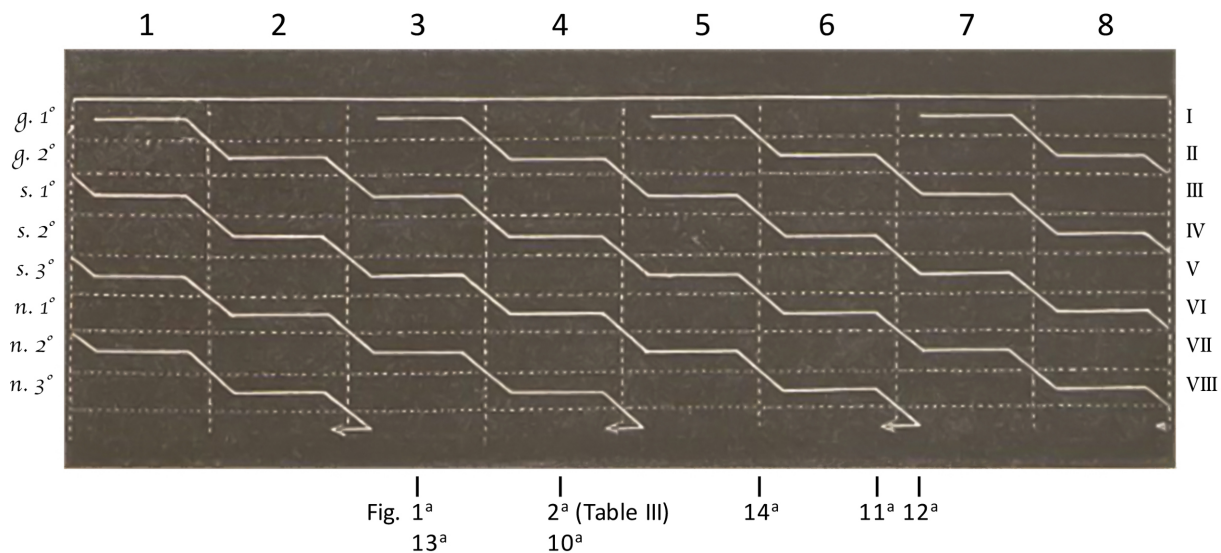 1 2 3 4 5 6 7 8
g. 1° I
g. 2° II
s. 1° III
s. 2° IV
s. 3° V
n. 1° VI
n. 2° VII
n. 3° VIII
Fig. 1ª 2ª (Table III) 14ª 11ª 12ª
13ª 10ª